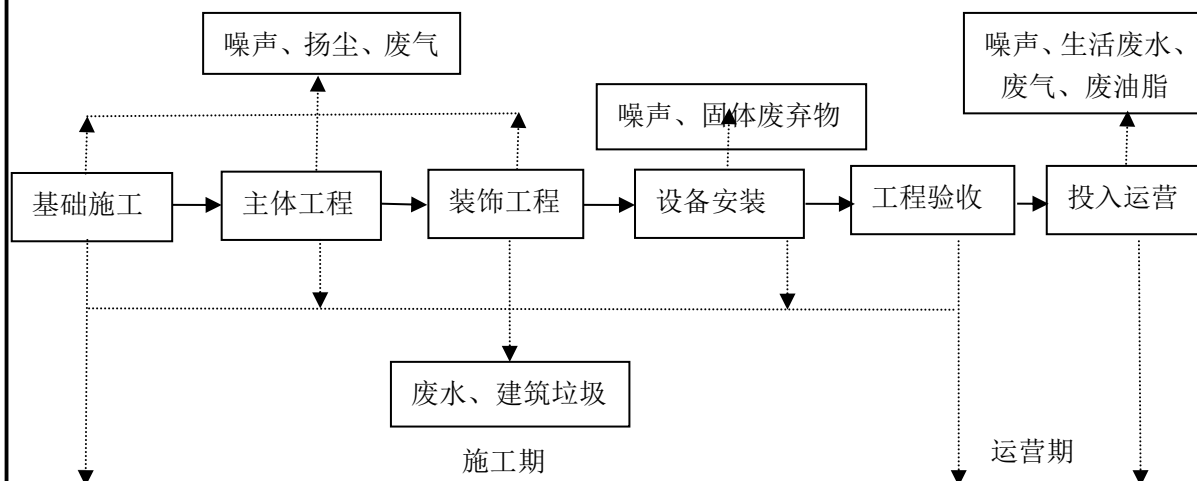 噪声、扬尘、废气
噪声、生活废水、
废气、废油脂
噪声、固体废弃物
基础施工
主体工程
装饰工程
设备安装
工程验收
投入运营
废水、建筑垃圾
施工期
运营期